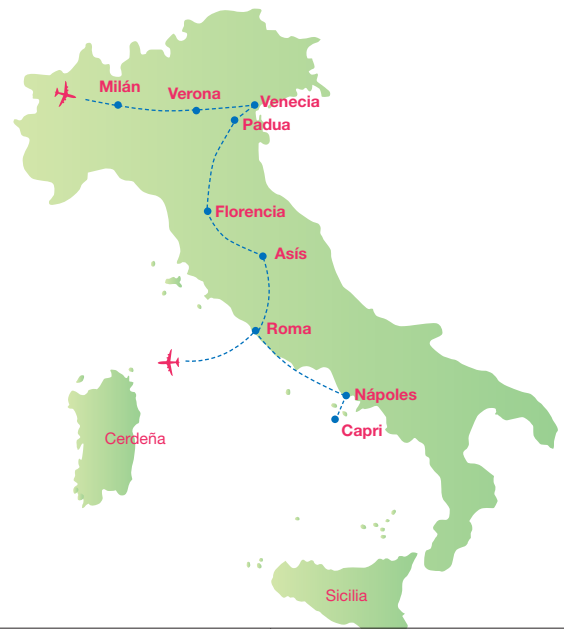 Milán
Verona
Venecia
Padua
Florencia
Asís
Roma
Nápoles
Capri
Cerdeña
Sicilia